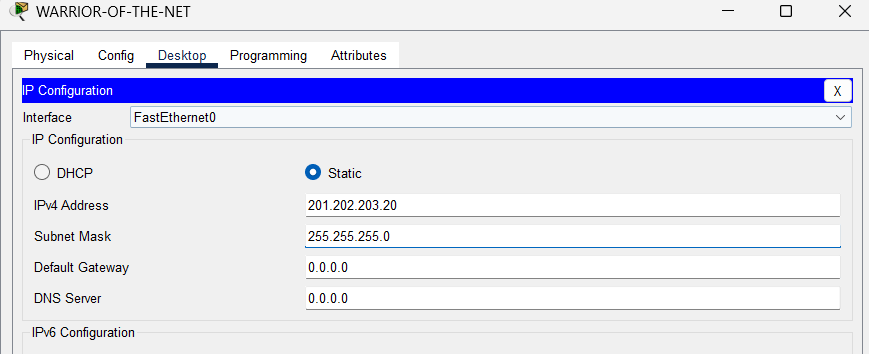 WARRIOR-OF-THE-NET
Physical Config Desktop Programming Attributes
IP Configuration X
Interface FastEthernet0
IP Configuration
DHCP Static
IPv4 Address 201.202.203.20
Subnet Mask 255.255.255.0
Default Gateway 0.0.0.0
DNS Server 0.0.0.0
IPv6 Configuration